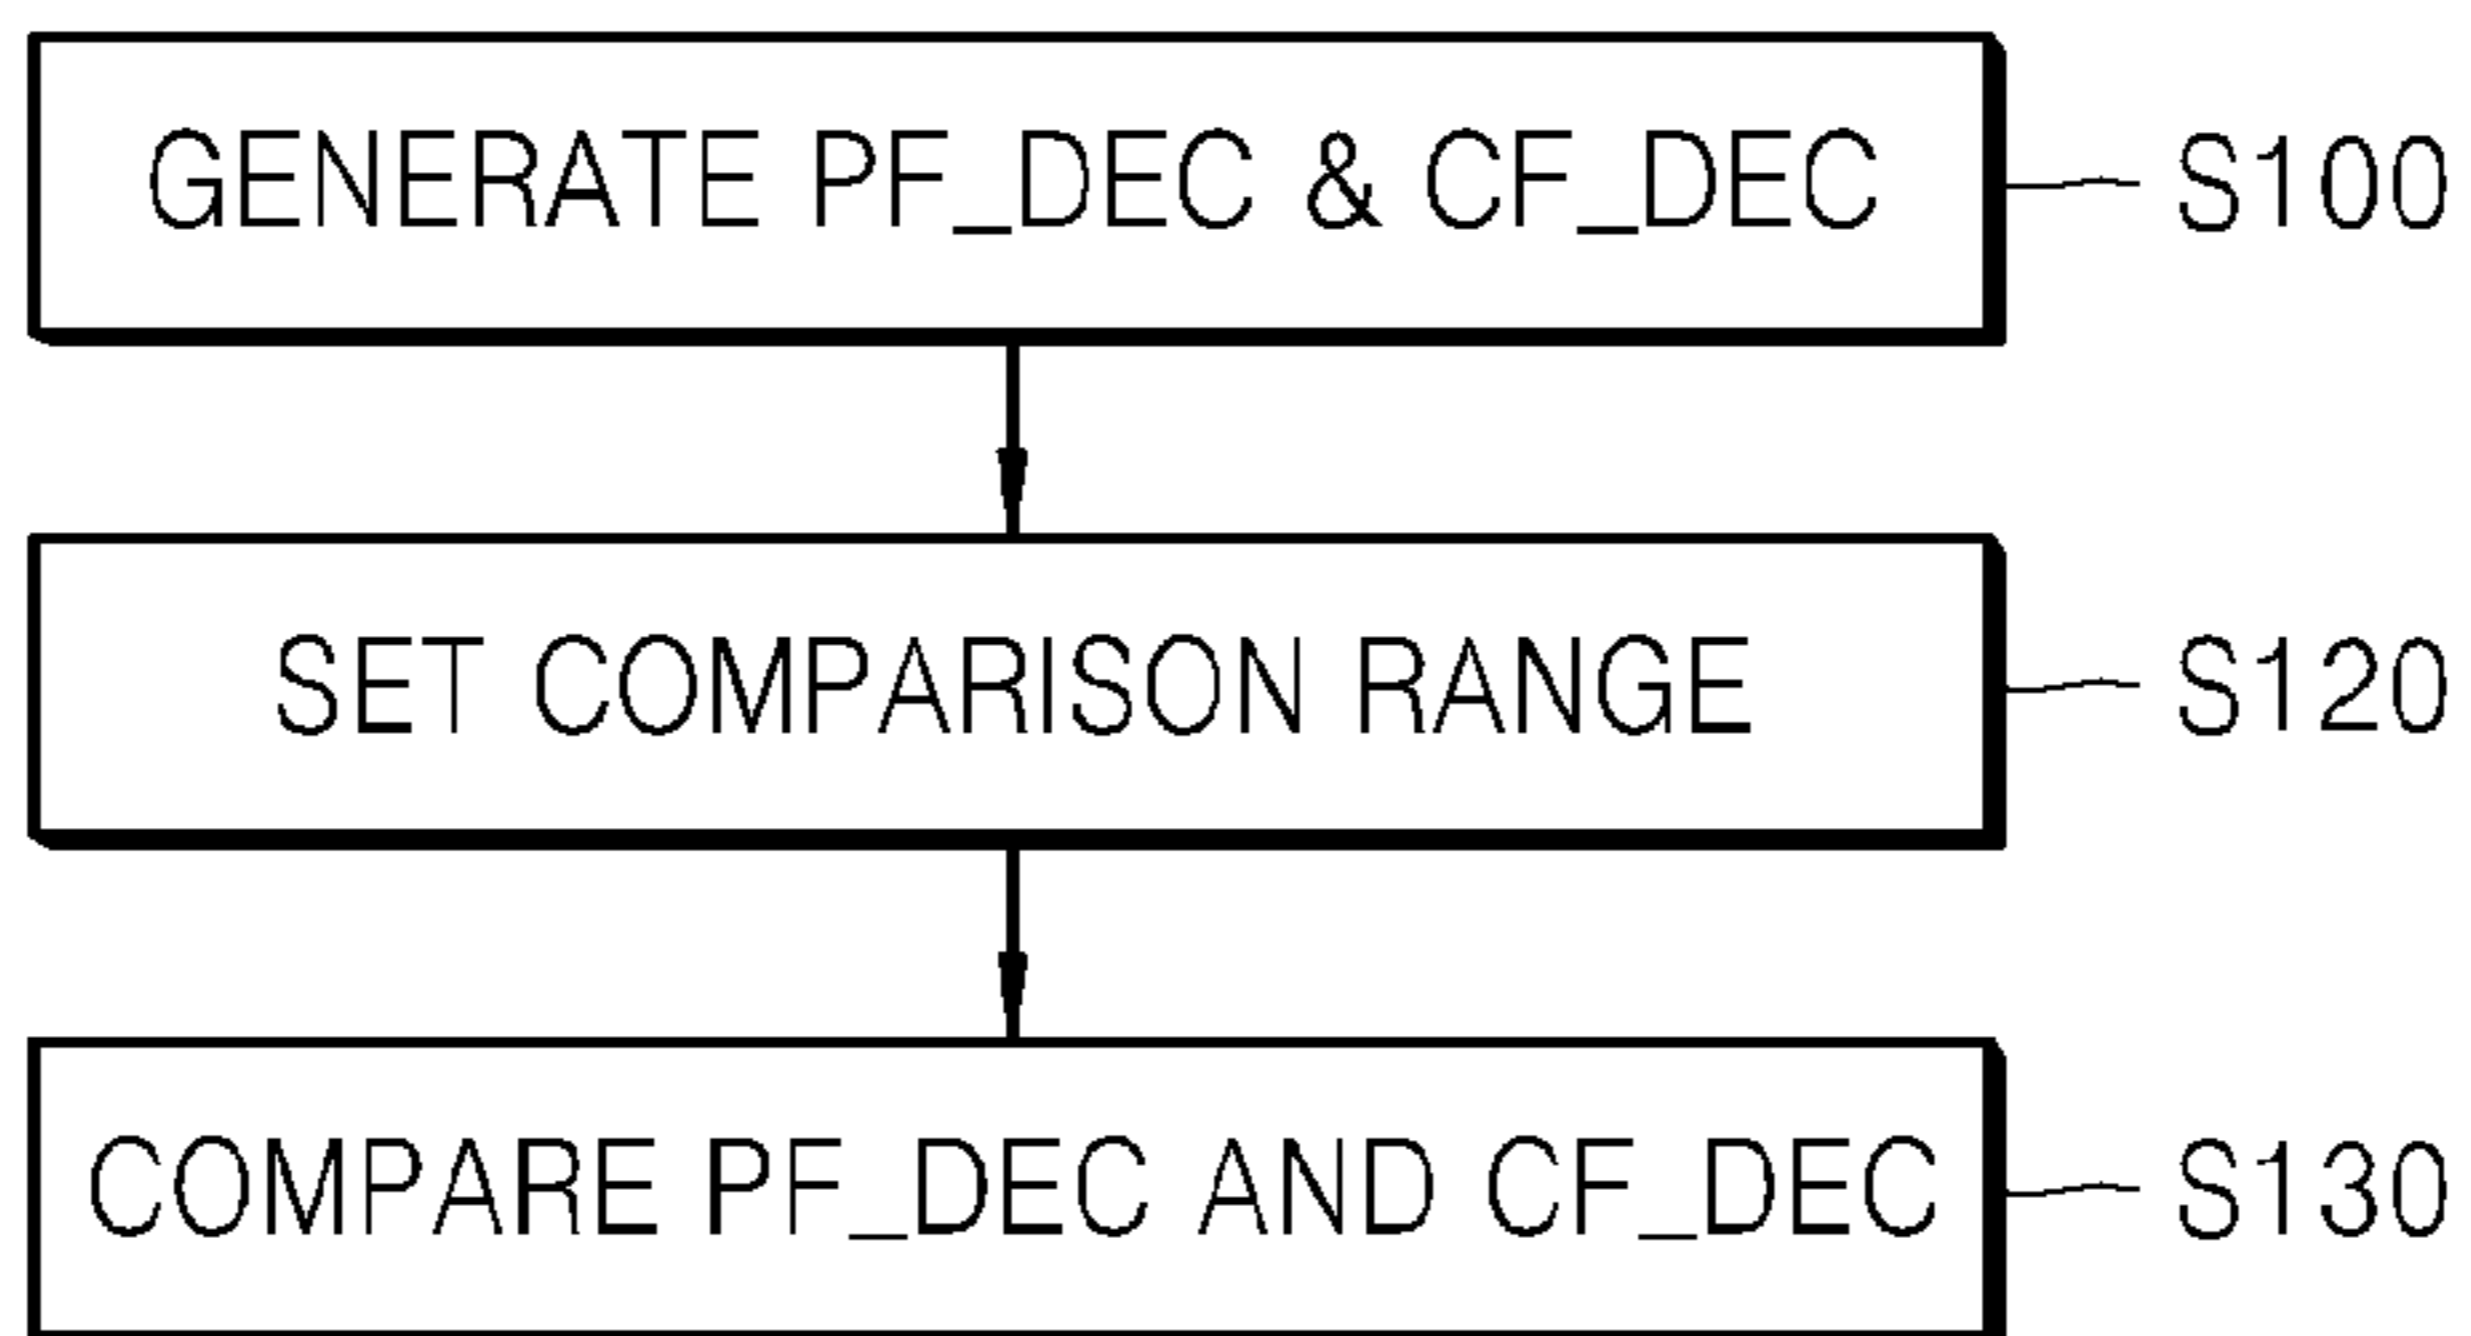 GENERATE PF_DEC & CF_DEC S100
SET COMPARISON RANGE S120
COMPARE PF_DEC AND CF_DEC S130